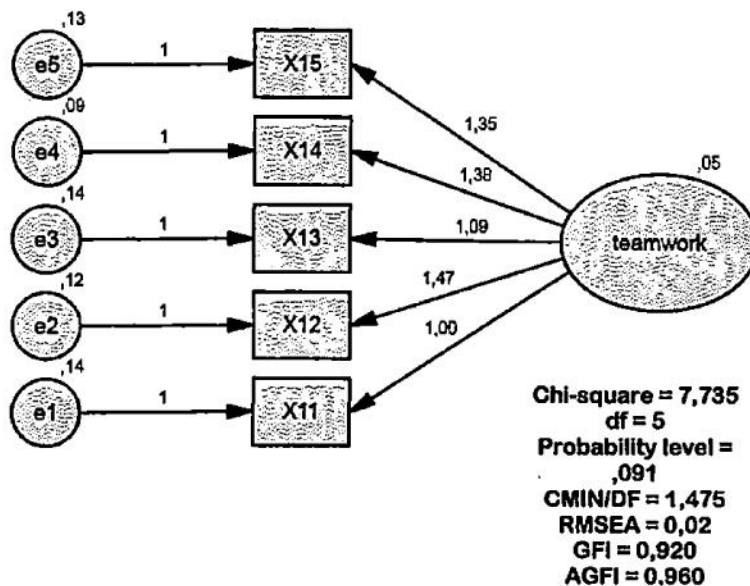 ,13
e5 1 X15
1,35
,09
e4 1 X14
1,38
,05
,14
e3 1 X13
1,09
teamwork
,12
e2 1 X12
1,47
,14
e1 1 X11
1,00
Chi-square = 7,735
df = 5
Probability level =
,091
CMIN/DF = 1,475
RMSEA = 0,02
GFI = 0,920
AGFI = 0,960